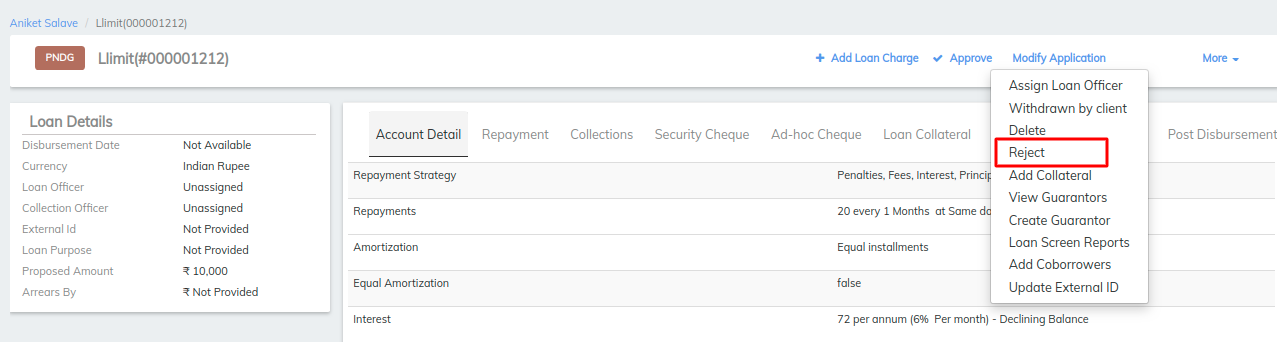 Aniket Salave / Llimit(000001212)
PNDG Llimit(#000001212) Add Loan Charge Approve Modify Application More
Assign Loan Officer
Withdrawn by client
Delete
Reject
Add Collateral
View Guarantors
Create Guarantor
Loan Screen Reports
Add Coborrowers
Update External ID
Loan Details
Disbursement Date Not Available
Currency Indian Rupee
Loan Officer Unassigned
Collection Officer Unassigned
External Id Not Provided
Loan Purpose Not Provided
Proposed Amount ₹ 10,000
Arrears By ₹ Not Provided
Account Detail Repayment Collections Security Cheque Ad-hoc Cheque Loan Collateral Post Disbursement
Repayment Strategy Penalties, Fees, Interest, Princip
Repayments 20 every 1 Months at Same da
Amortization Equal installments
Equal Amortization false
Interest 72 per annum (6% Per month) - Declining Balance